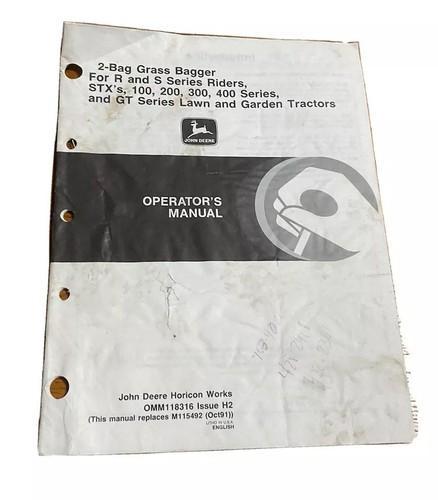 2-Bag Grass Bagger
For R and S Series Riders,
STX's, 100, 200, 300, 400 Series,
and GT Series Lawn and Garden Tractors
JOHN DEERE
OPERATOR'S
MANUAL
John Deere Horicon Works
OMM118316 Issue H2
(This manual replaces M115492 (Oct91))
LITHO IN U.S.A.
ENGLISH